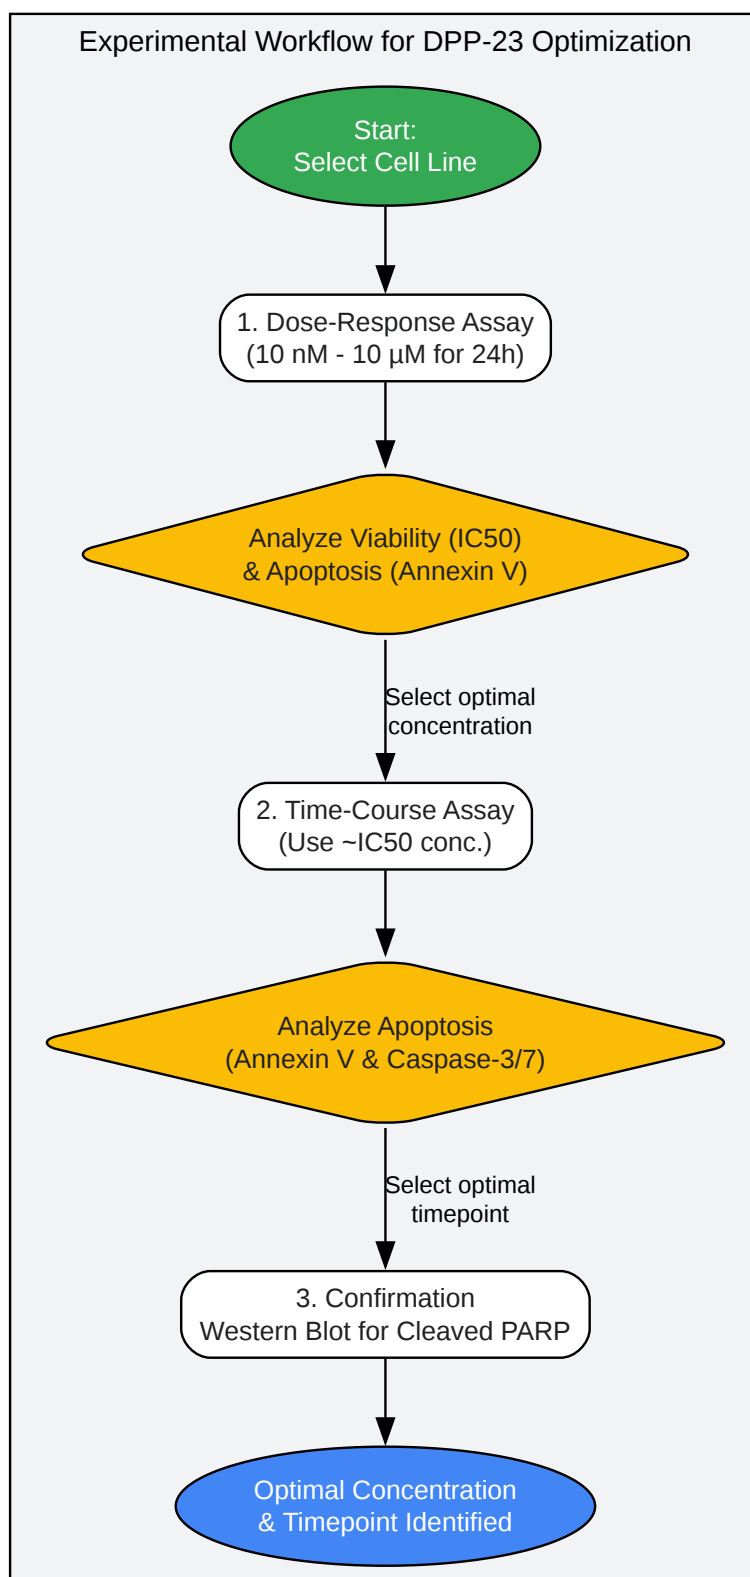 Experimental Workflow for DPP-23 Optimization
Start:
Select Cell Line
1. Dose-Response Assay
(10 nM - 10 µM for 24h)
Analyze Viability (IC50)
& Apoptosis (Annexin V)
Select optimal
concentration
2. Time-Course Assay
(Use ~IC50 conc.)
Analyze Apoptosis
(Annexin V & Caspase-3/7)
Select optimal
timepoint
3. Confirmation
Western Blot for Cleaved PARP
Optimal Concentration
& Timepoint Identified